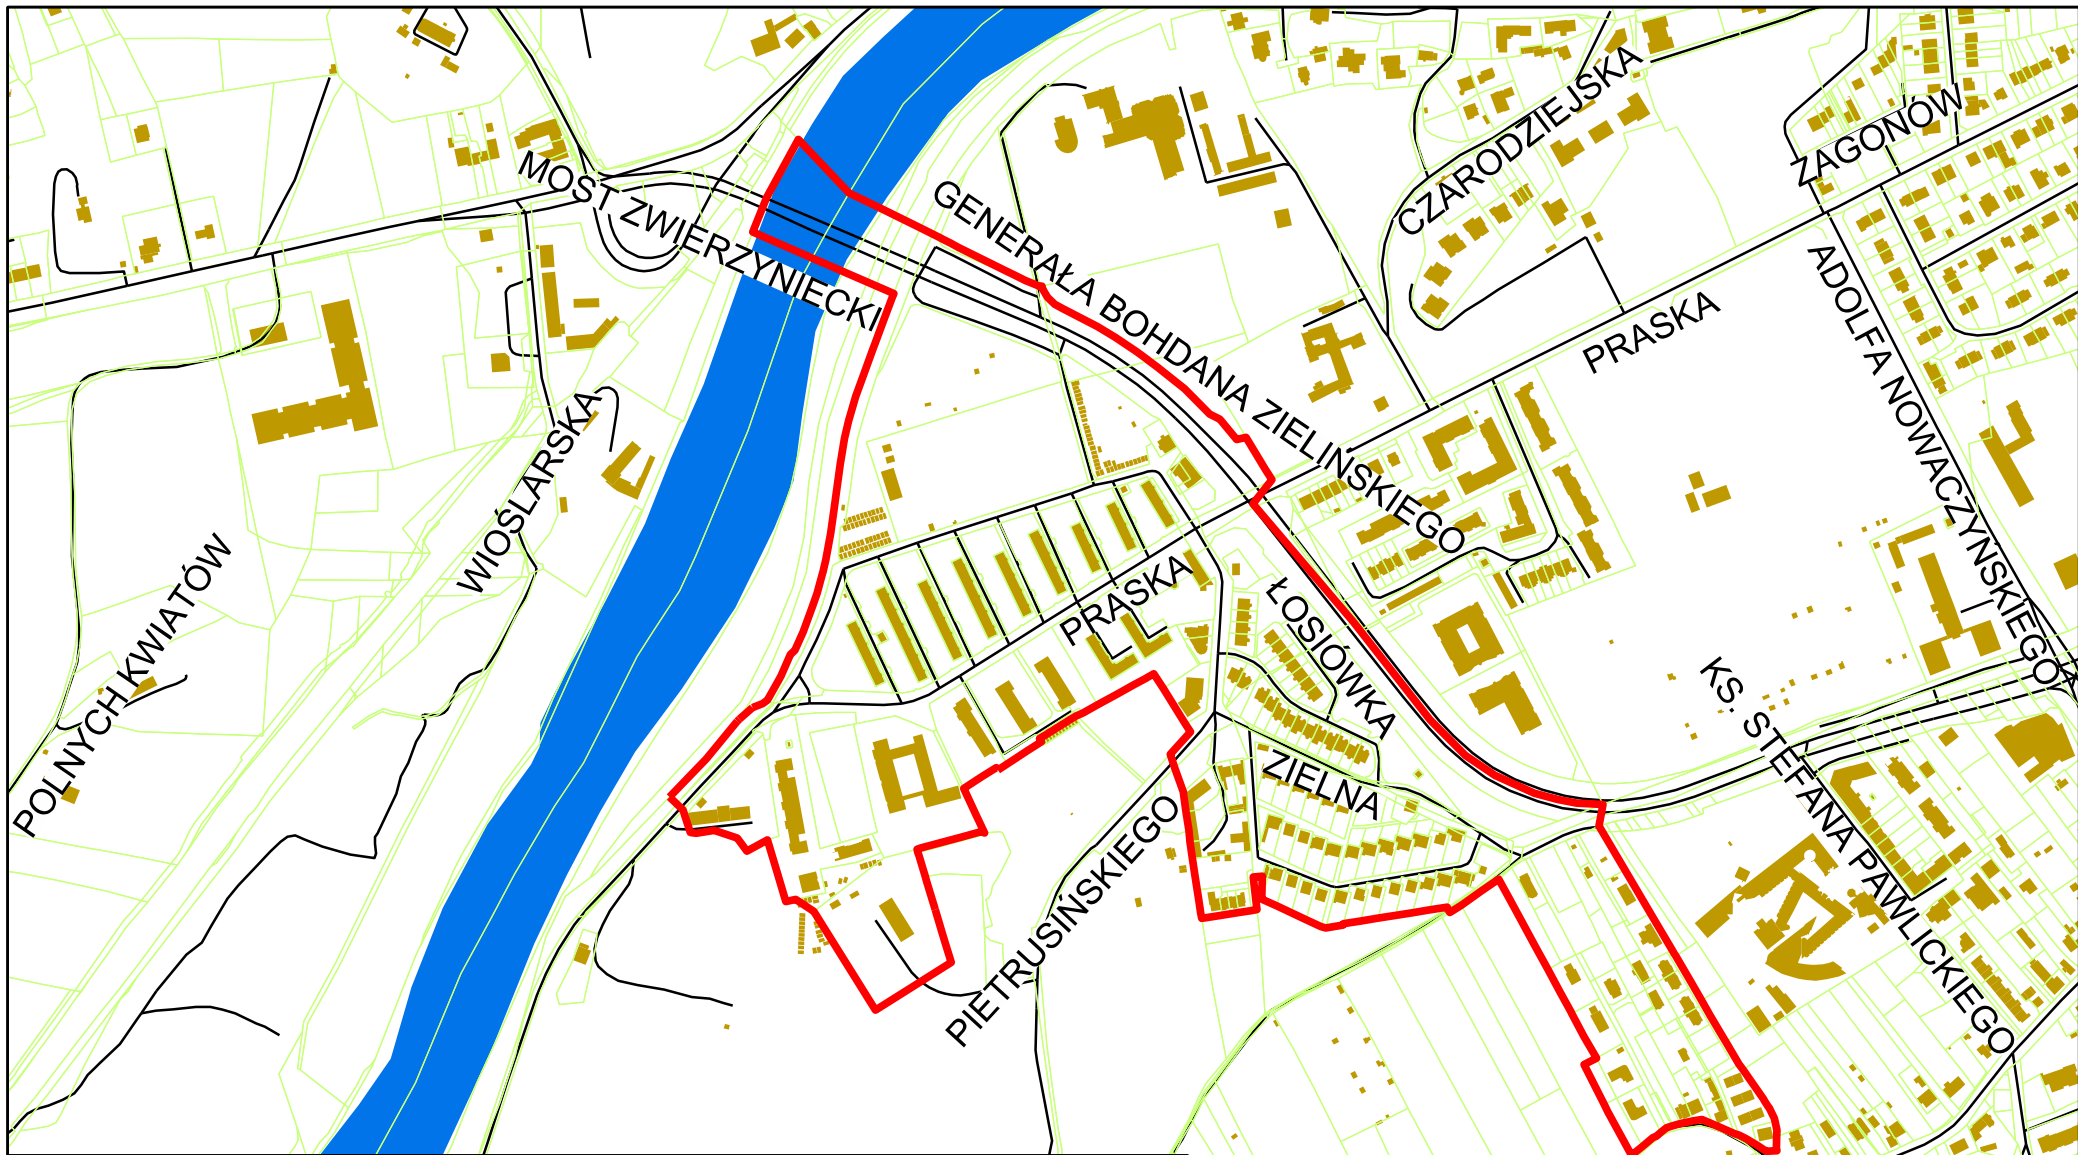 MOST ZWIERZYNIECKI
GENERAŁA BOHDANA ZIELIŃSKIEGO
CZARODZIEJSKA
ZAGONÓW
ADOLFA NOWACZYŃSKIEGO
PRASKA
WIOŚLARSKA
POLNYCH KWIATÓW
PRASKA
ŁOSIÓWKA
ZIELNA
KS. STEFANA PAWLICKIEGO
PIETRUSIŃSKIEGO